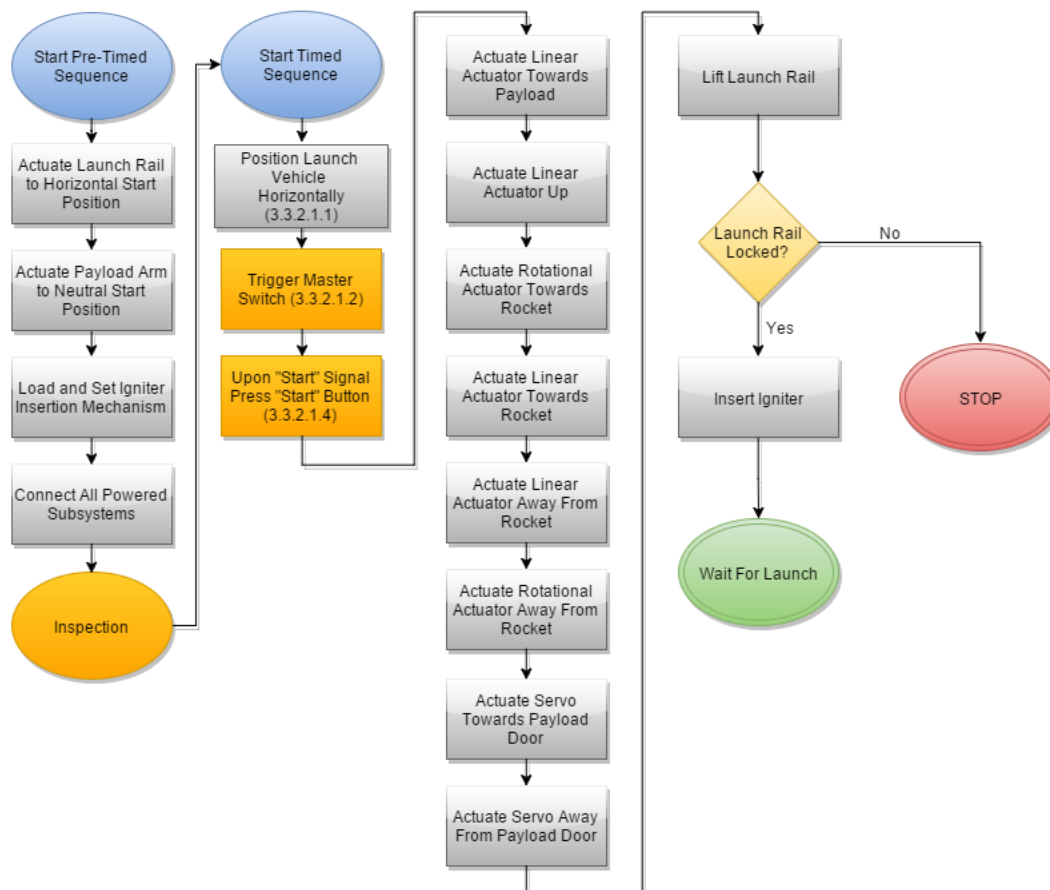 Start Pre-Timed
Sequence
Actuate Launch Rail
to Horizontal Start
Position
Actuate Payload Arm
to Neutral Start
Position
Load and Set Igniter
Insertion Mechanism
Connect All Powered
Subsystems
Inspection
Start Timed
Sequence
Position Launch
Vehicle
Horizontally
(3.3.2.1.1)
Trigger Master
Switch (3.3.2.1.2)
Upon "Start" Signal
Press "Start" Button
(3.3.2.1.4)
Actuate Linear
Actuator Towards
Payload
Actuate Linear
Actuator Up
Actuate Rotational
Actuator Towards
Rocket
Actuate Linear
Actuator Towards
Rocket
Actuate Linear
Actuator Away From
Rocket
Actuate Rotational
Actuator Away From
Rocket
Actuate Servo
Towards Payload
Door
Actuate Servo Away
From Payload Door
Lift Launch Rail
Launch Rail
Locked?
No
Yes
Insert Igniter
STOP
Wait For Launch